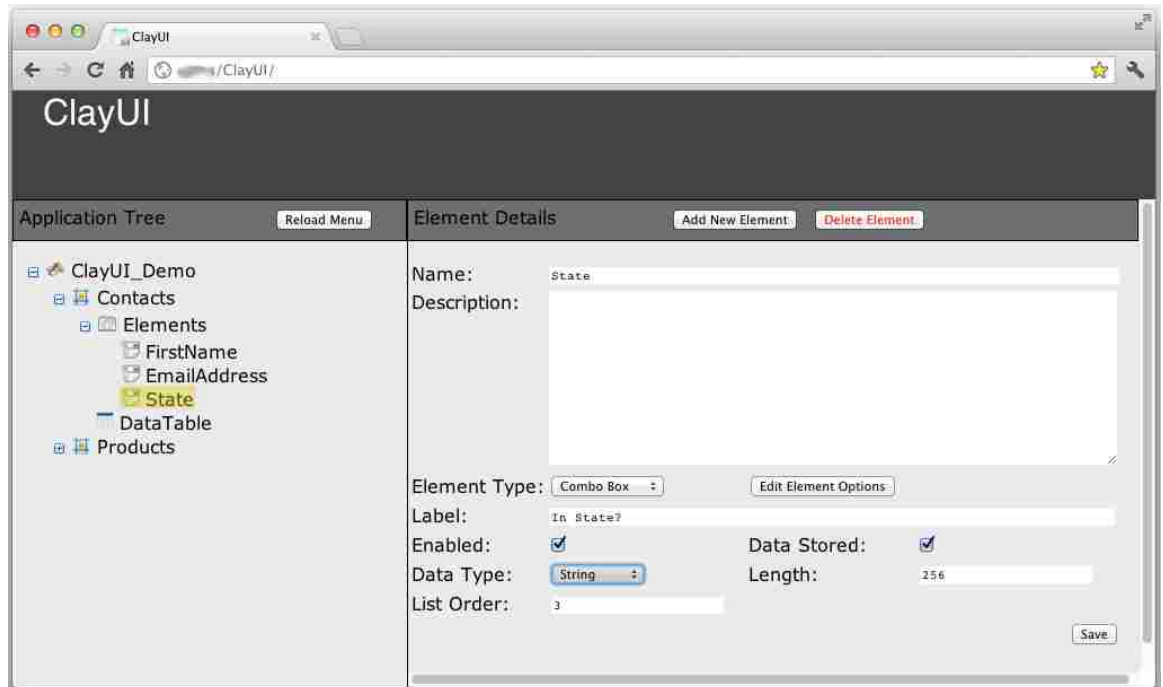 ClayUI
/ClayUI/
ClayUI
Application Tree
Reload Menu
Element Details
Add New Element
Delete Element
ClayUI_Demo
Contacts
Elements
FirstName
EmailAddress
State
DataTable
Products
Name:
State
Description:
Element Type:
Combo Box
Edit Element Options
Label:
In State?
Enabled:
Data Stored:
Data Type:
String
Length:
256
List Order:
3
Save